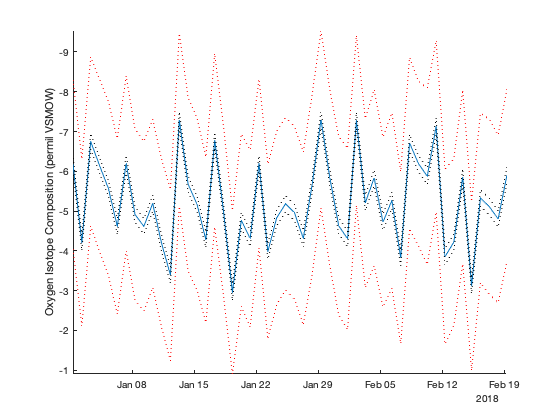 Oxygen Isotope Composition (permil VSMOW)
-9
-8
-7
-6
-5
-4
-3
-2
-1
Jan 08
Jan 15
Jan 22
Jan 29
Feb 05
Feb 12
Feb 19
2018